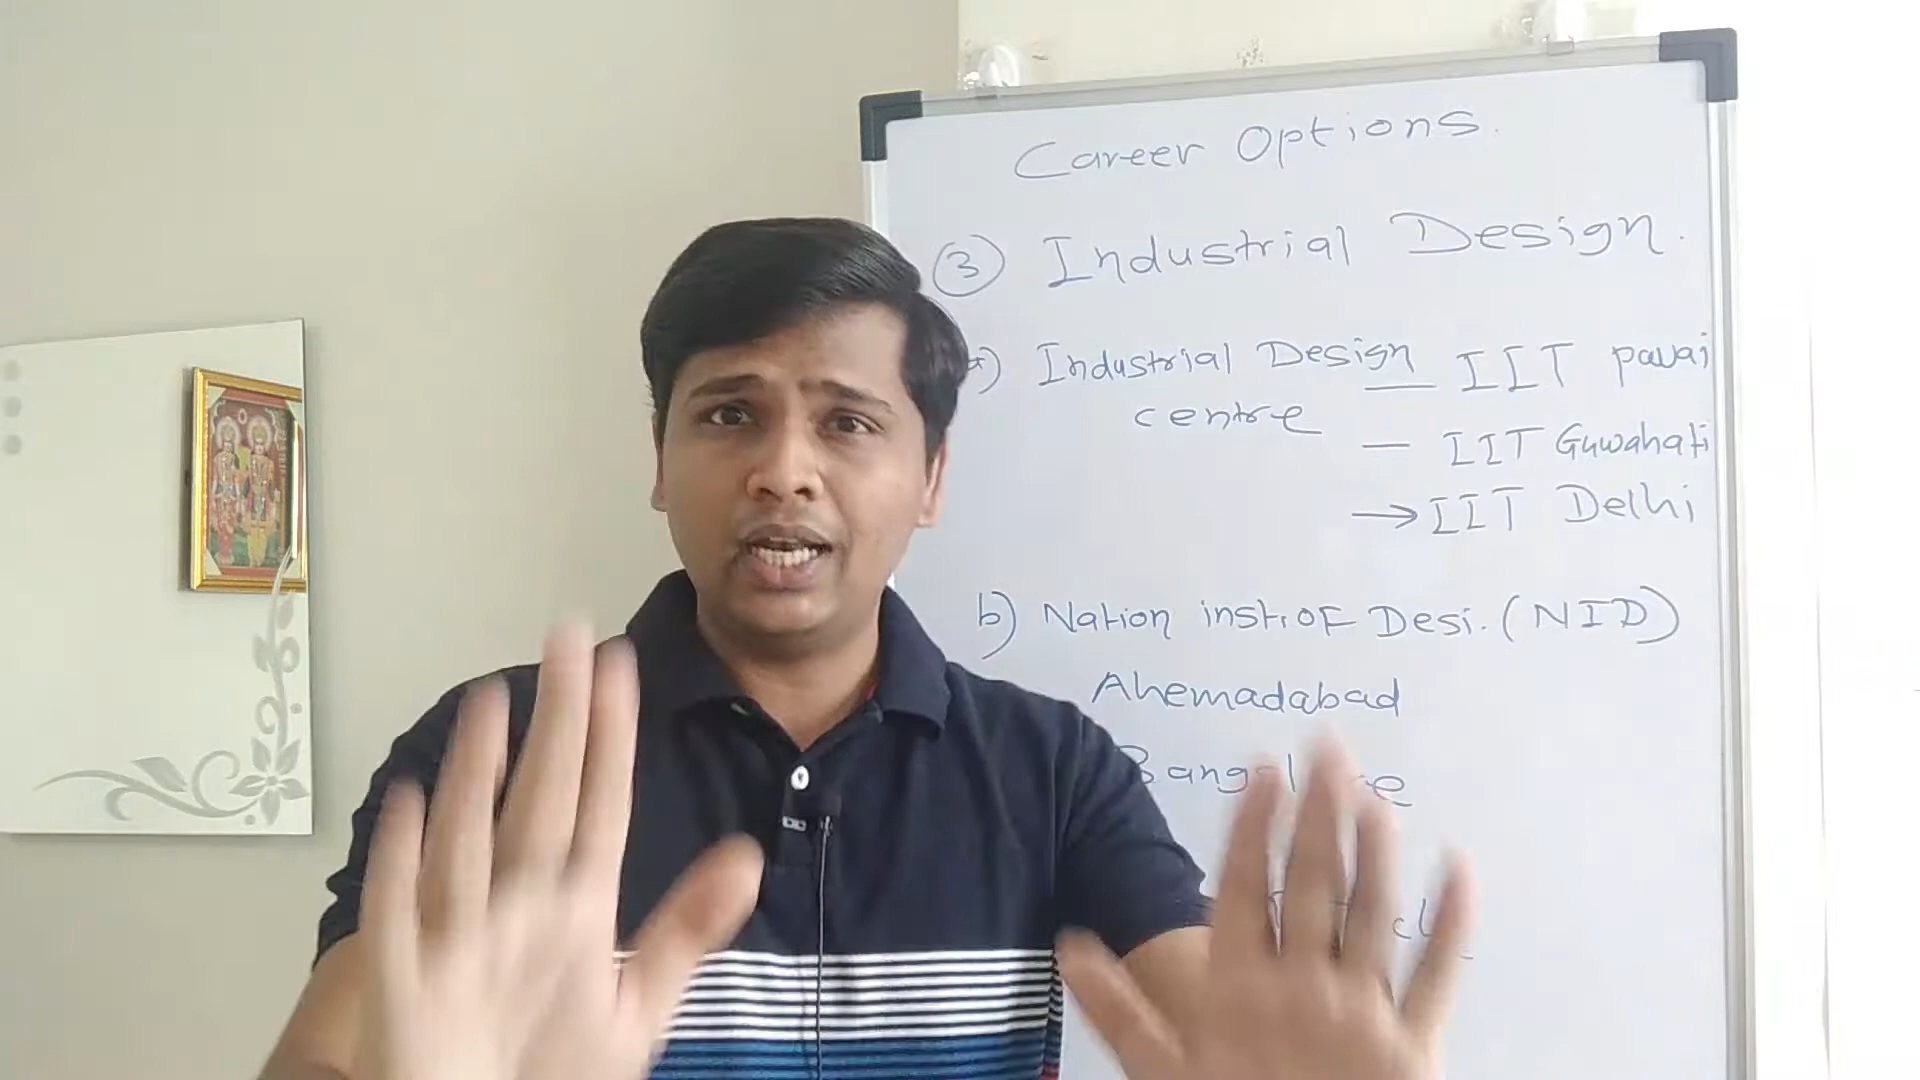 Career Options.
③ Industrial Design.
a) Industrial Design — IIT pawai
centre — IIT Guwahati
→ IIT Delhi
b) Nation inst. of Desi. (NID)
Ahemadabad